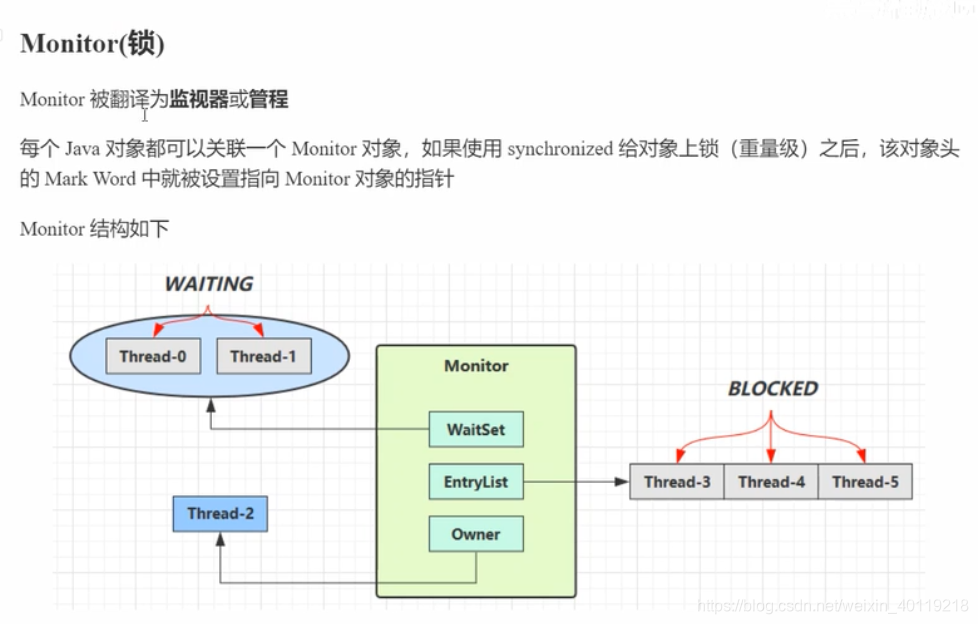 Monitor(锁)
Monitor 被翻译为监视器或管程
每个 Java 对象都可以关联一个 Monitor 对象，如果使用 synchronized 给对象上锁（重量级）之后，该对象头
的 Mark Word 中就被设置指向 Monitor 对象的指针
Monitor 结构如下
WAITING
Thread-0 Thread-1
Monitor
WaitSet
EntryList
Owner
Thread-2
BLOCKED
Thread-3 Thread-4 Thread-5
https://blog.csdn.net/weixin_40119218